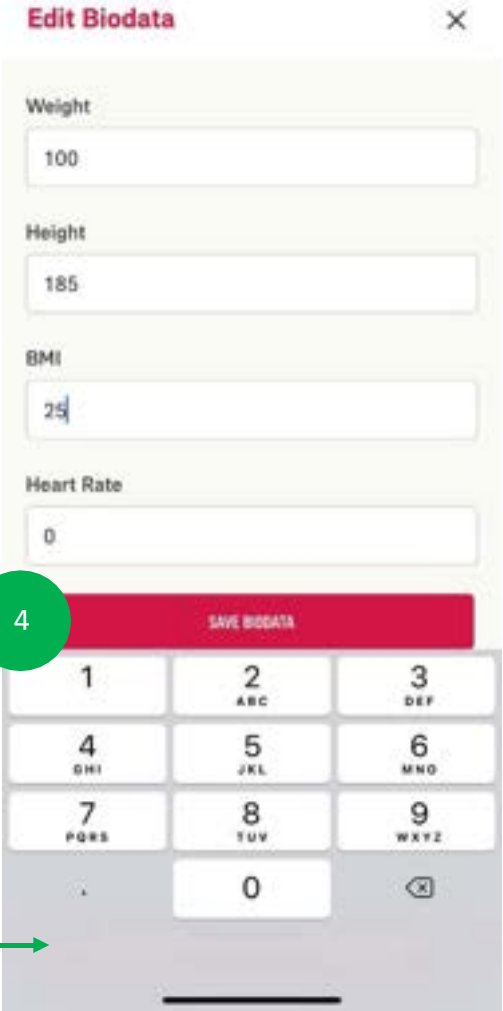 Edit Biodata ×
Weight
100
Height
185
BMI
25
Heart Rate
0
4
SAVE BIODATA
1 2 3
ABC DEF
4 5 6
GHI JKL MNO
7 8 9
PQRS TUV WXYZ
. 0